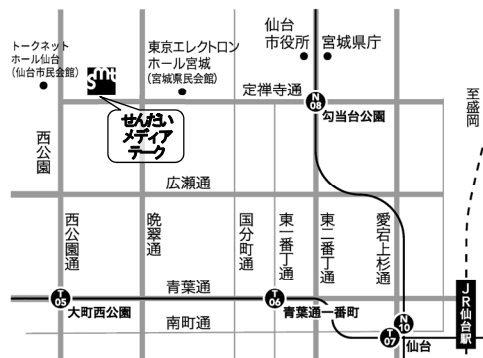 仙台
市役所
宮城県庁
トークネット
ホール仙台
(仙台市民会館)
smt
東京エレクトロン
ホール宮城
(宮城県民会館)
定禅寺通
N
08
勾当台公園
至盛岡
せんだい
メディア
テーク
西公園
広瀬通
西公園通
晩翠通
国分町通
東一番丁通
東二番丁通
愛宕上杉通
青葉通
T
05
大町西公園
T
06
青葉通一番町
南町通
N
10
T
07
仙台
JR仙台駅